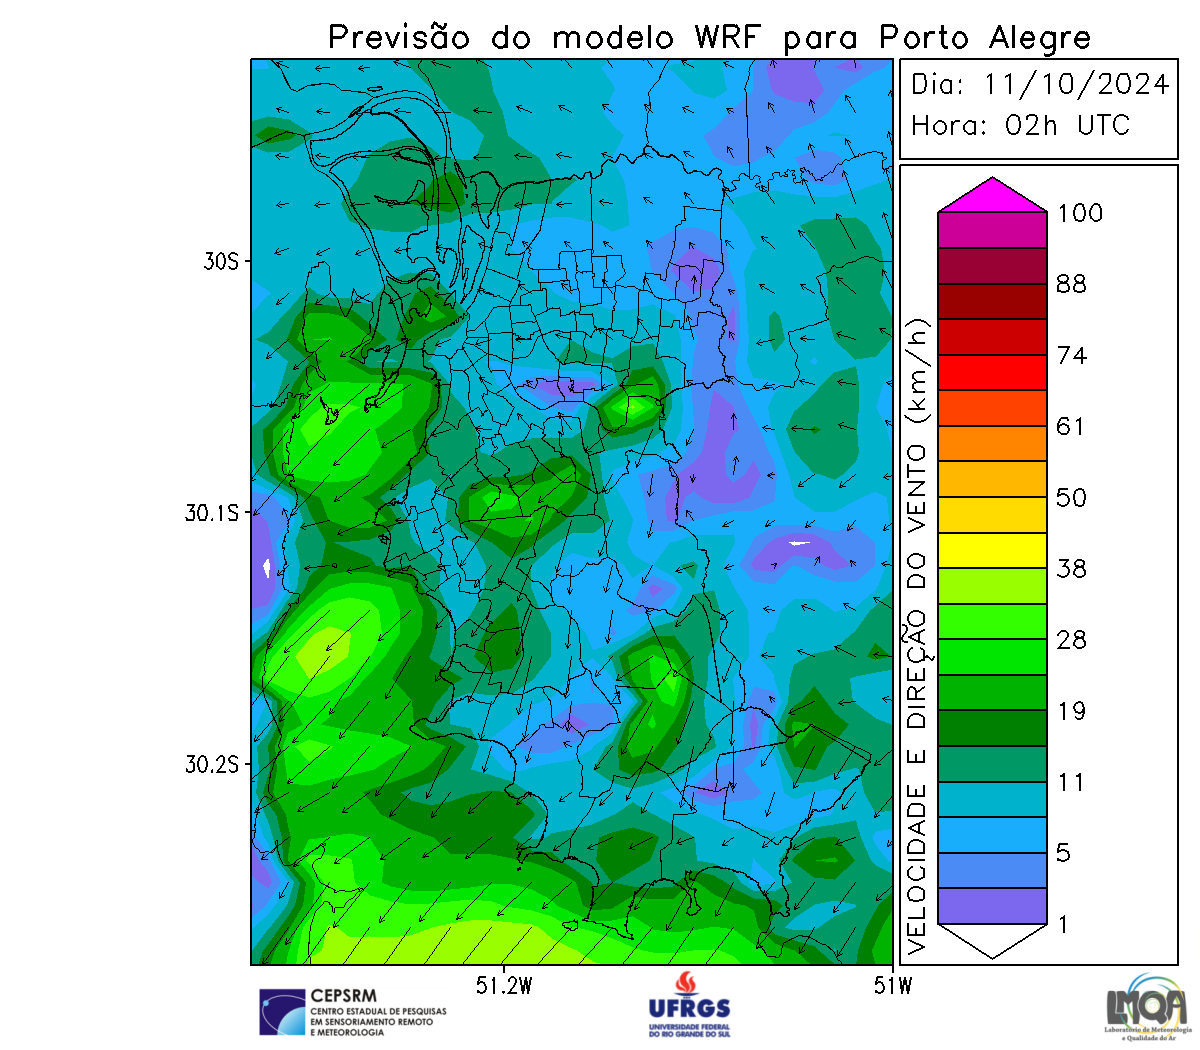 Previsão do modelo WRF para Porto Alegre
Dia: 11/10/2024
Hora: 02h UTC
30S
30.1S
30.2S
51.2W
51W
VELOCIDADE E DIREÇÃO DO VENTO (km/h)
100
88
74
61
50
38
28
19
11
5
1
CEPSRM
CENTRO ESTADUAL DE PESQUISAS
EM SENSORIAMENTO REMOTO
E METEOROLOGIA
UFRGS
UNIVERSIDADE FEDERAL
DO RIO GRANDE DO SUL
LMQA
Laboratório de Meteorologia
e Qualidade do Ar